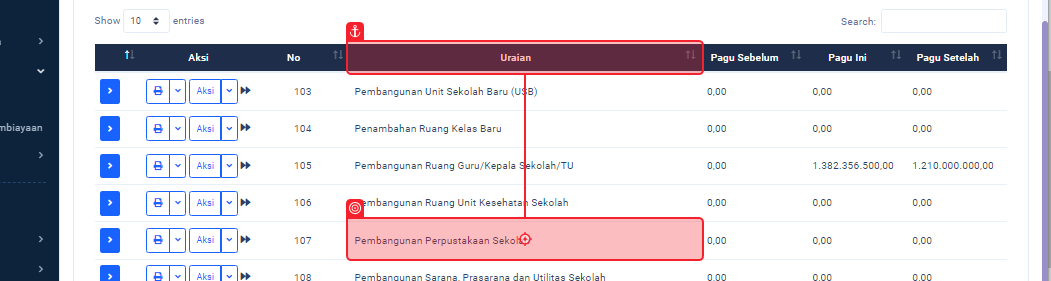 Show 10 entries Search:
Aksi No Uraian Pagu Sebelum Pagu Ini Pagu Setelah
Aksi 103 Pembangunan Unit Sekolah Baru (USB) 0,00 0,00 0,00
mbiayaan Aksi 104 Penambahan Ruang Kelas Baru 0,00 0,00 0,00
Aksi 105 Pembangunan Ruang Guru/Kepala Sekolah/TU 0,00 1.382.356.500,00 1.210.000.000,00
Aksi 106 Pembangunan Ruang Unit Kesehatan Sekolah 0,00 0,00 0,00
Aksi 107 Pembangunan Perpustakaan Sekolah 0,00 0,00 0,00
Aksi 108 Pembangunan Sarana, Prasarana dan Utilitas Sekolah 0,00 0,00 0,00